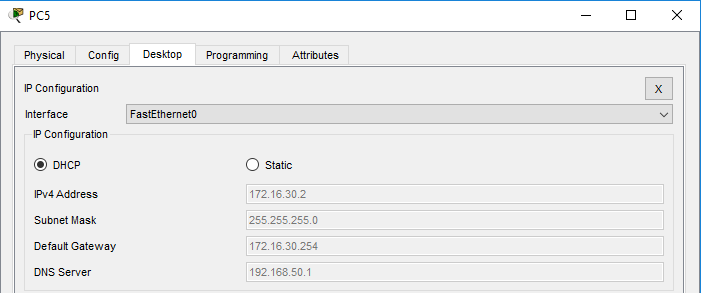 PC5
Physical Config Desktop Programming Attributes
IP Configuration X
Interface FastEthernet0
IP Configuration
DHCP Static
IPv4 Address 172.16.30.2
Subnet Mask 255.255.255.0
Default Gateway 172.16.30.254
DNS Server 192.168.50.1